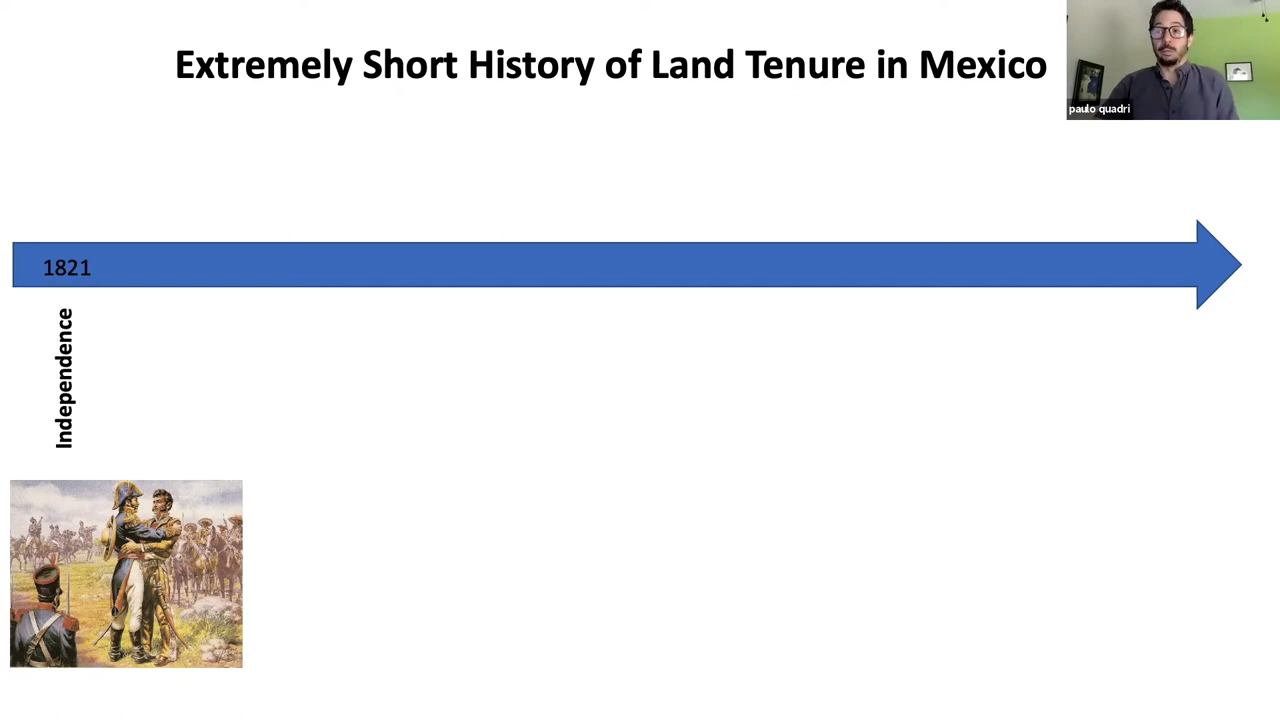 Extremely Short History of Land Tenure in Mexico
paulo quadri
1821
Independence